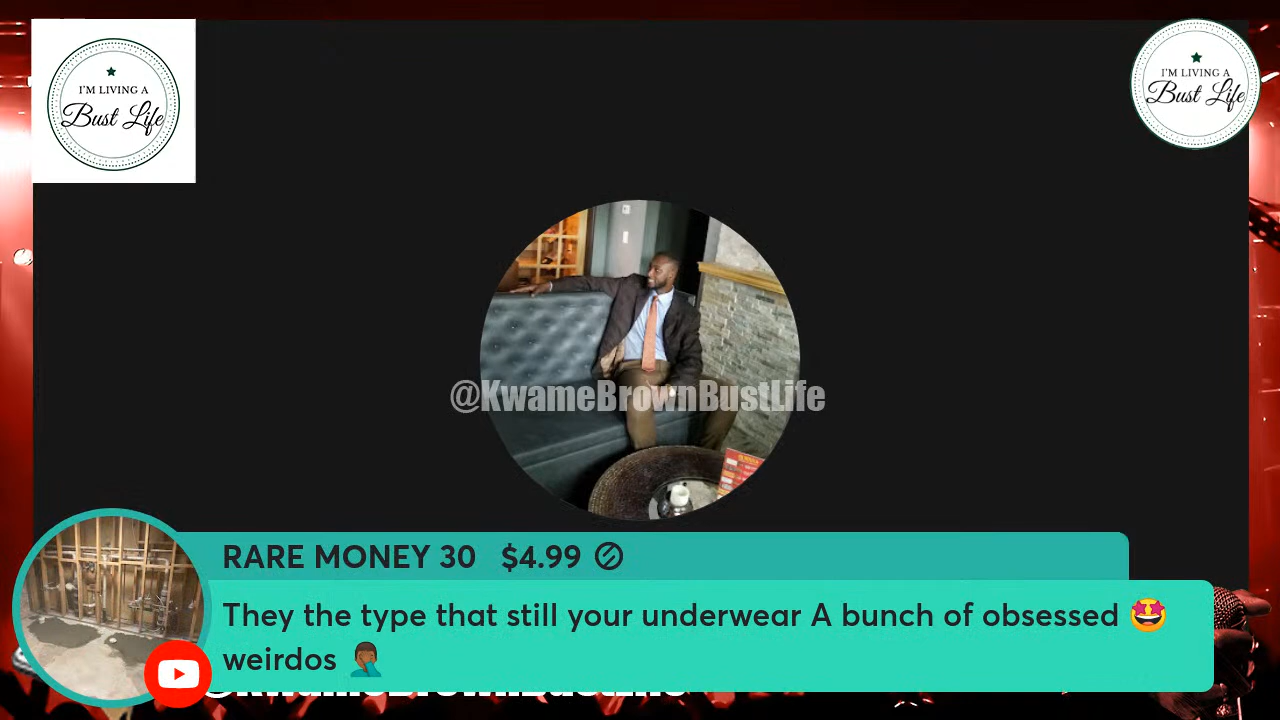 I'M LIVING A
Bust Life
I'M LIVING A
Bust Life
@KwameBrownBustLife
RARE MONEY 30 $4.99
They the type that still your underwear A bunch of obsessed 🤩
weirdos 🤦🏾‍♂️
@KwameBrownBustLife